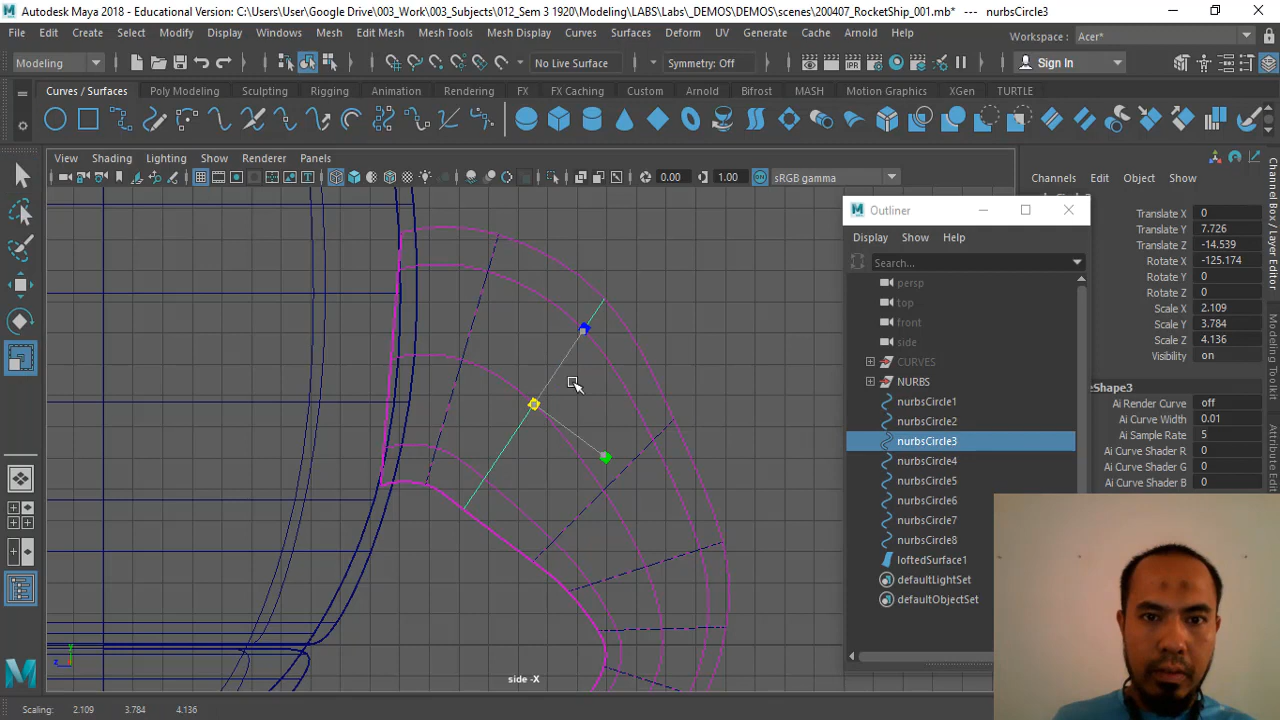 Autodesk Maya 2018 - Educational Version: C:\Users\User\Google Drive\003_Work\003_Subjects\012_Sem 3 1920\Modeling\LABS\Labs\_DEMOS\DEMOS\scenes\200407_RocketShip_001.mb* --- nurbsCircle3
File Edit Create Select Modify Display Windows Mesh Edit Mesh Mesh Tools Mesh Display Curves Surfaces Deform UV Generate Cache Arnold Help Workspace : Acer*
Modeling No Live Surface Symmetry: Off Sign In
Curves / Surfaces Poly Modeling Sculpting Rigging Animation Rendering FX FX Caching Custom Arnold Bifrost MASH Motion Graphics XGen TURTLE
View Shading Lighting Show Renderer Panels
0.00 1.00 ON sRGB gamma
Channels Edit Object Show
Outliner
Display Show Help
Search...
persp
top
front
side
CURVES
NURBS
nurbsCircle1
nurbsCircle2
nurbsCircle3
nurbsCircle4
nurbsCircle5
nurbsCircle6
nurbsCircle7
nurbsCircle8
loftedSurface1
defaultLightSet
defaultObjectSet
Translate X 0
Translate Y 7.726
Translate Z -14.539
Rotate X -125.174
Rotate Y 0
Rotate Z 0
Scale X 2.109
Scale Y 3.784
Scale Z 4.136
Visibility on
eShape3
Ai Render Curve off
Ai Curve Width 0.01
Ai Sample Rate 5
Ai Curve Shader R 0
Ai Curve Shader G 0
Ai Curve Shader B 0
Channel Box / Layer Editor
Modeling Toolkit
y
z
side -X
Scaling: 2.109 3.784 4.136